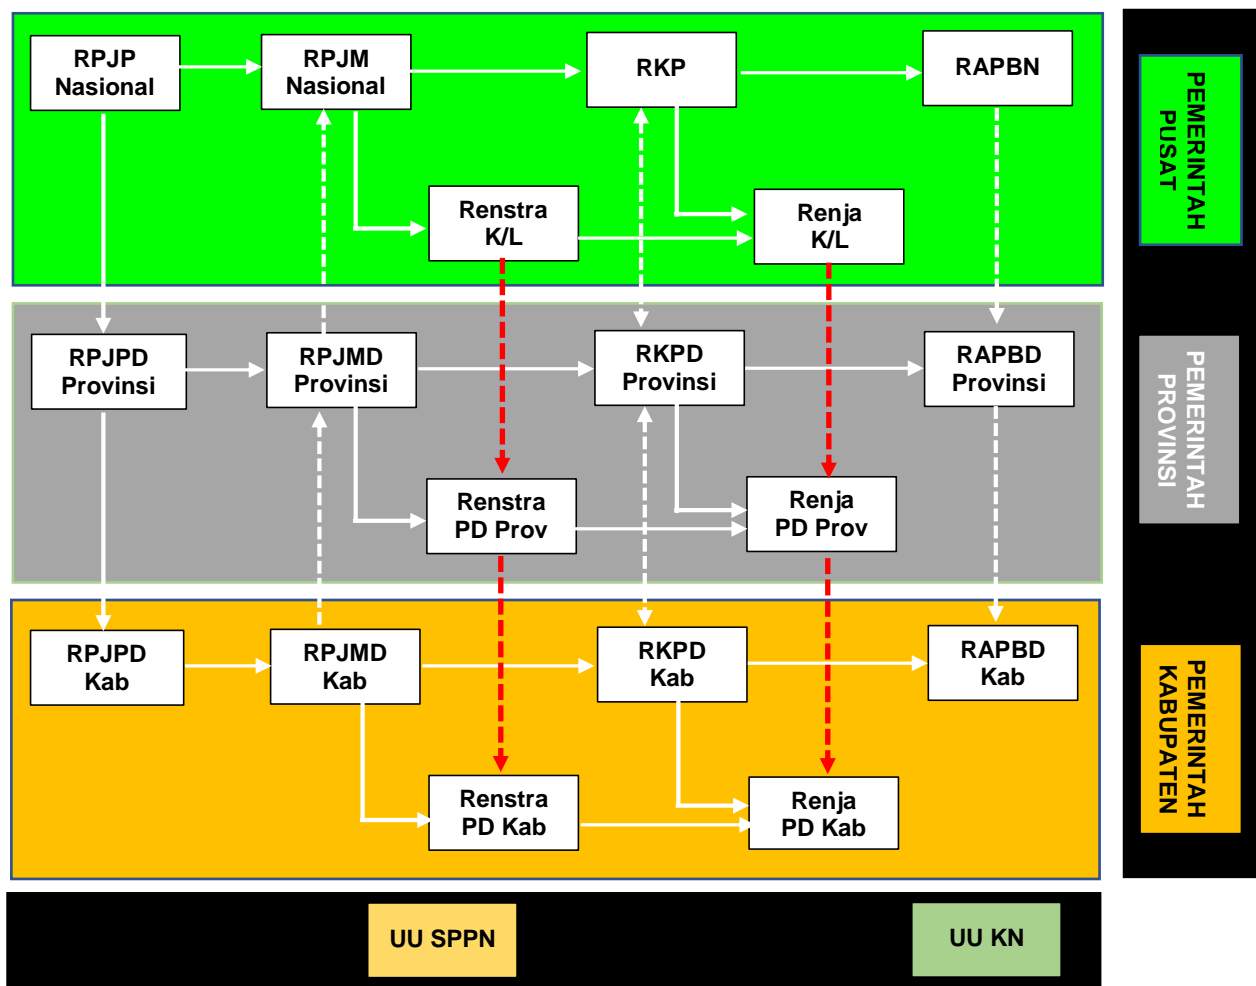 RPJP
Nasional
RPJM
Nasional
RKP
RAPBN
Renstra
K/L
Renja
K/L
PEMERINTAH
PUSAT
RPJPD
Provinsi
RPJMD
Provinsi
RKPD
Provinsi
RAPBD
Provinsi
Renstra
PD Prov
Renja
PD Prov
PEMERINTAH
PROVINSI
RPJPD
Kab
RPJMD
Kab
RKPD
Kab
RAPBD
Kab
Renstra
PD Kab
Renja
PD Kab
PEMERINTAH
KABUPATEN
UU SPPN
UU KN